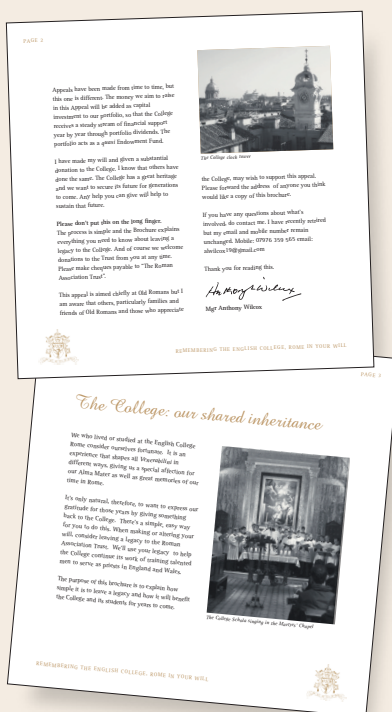 PAGE 2
Appeals have been made from time to time, but
this one is different. The money we aim to raise
in this Appeal will be added as capital
investment to our portfolio, so that the College
receives a steady stream of financial support
year by year through portfolio dividends. The
portfolio acts as a quasi Endowment Fund.
I have made my will and given a substantial
donation to the College. I know that others have
done the same. The College has a great heritage
and we want to secure its future for generations
to come. Any help you can give will help to
sustain that future.
Please don't put this on the long finger.
The process is simple and the Brochure explains
everything you need to know about leaving a
legacy to the College. And of course we welcome
donations to the Trust from you at any time.
Please make cheques payable to "The Roman
Association Trust".
This appeal is aimed chiefly at Old Romans but I
am aware that others, particularly families and
friends of Old Romans and those who appreciate
The College clock tower
the College, may wish to support this appeal.
Please forward the address of anyone you think
would like a copy of this brochure.
If you have any questions about what's
involved, do contact me. I have recently retired
but my email and mobile number remain
unchanged. Mobile: 07976 359 565 email:
alwilcox19@gmail.com
Thank you for reading this.
Anthony Wilcox
Mgr Anthony Wilcox
REMEMBERING THE ENGLISH COLLEGE, ROME IN YOUR WILL
PAGE 3
The College: our shared inheritance
We who lived or studied at the English College
Rome consider ourselves fortunate. It is an
experience that shapes all Venerabilini in
different ways, giving us a special affection for
our Alma Mater as well as great memories of our
time in Rome.
It's only natural, therefore, to want to express our
gratitude for those years by giving something
back to the College. There's a simple, easy way
for you to do this. When making or altering your
will, consider leaving a legacy to the Roman
Association Trust. We'll use your legacy to help
the College continue its work of training talented
men to serve as priests in England and Wales.
The purpose of this brochure is to explain how
simple it is to leave a legacy and how it will benefit
the College and its students for years to come.
The College Schola singing in the Martyrs' Chapel
REMEMBERING THE ENGLISH COLLEGE, ROME IN YOUR WILL